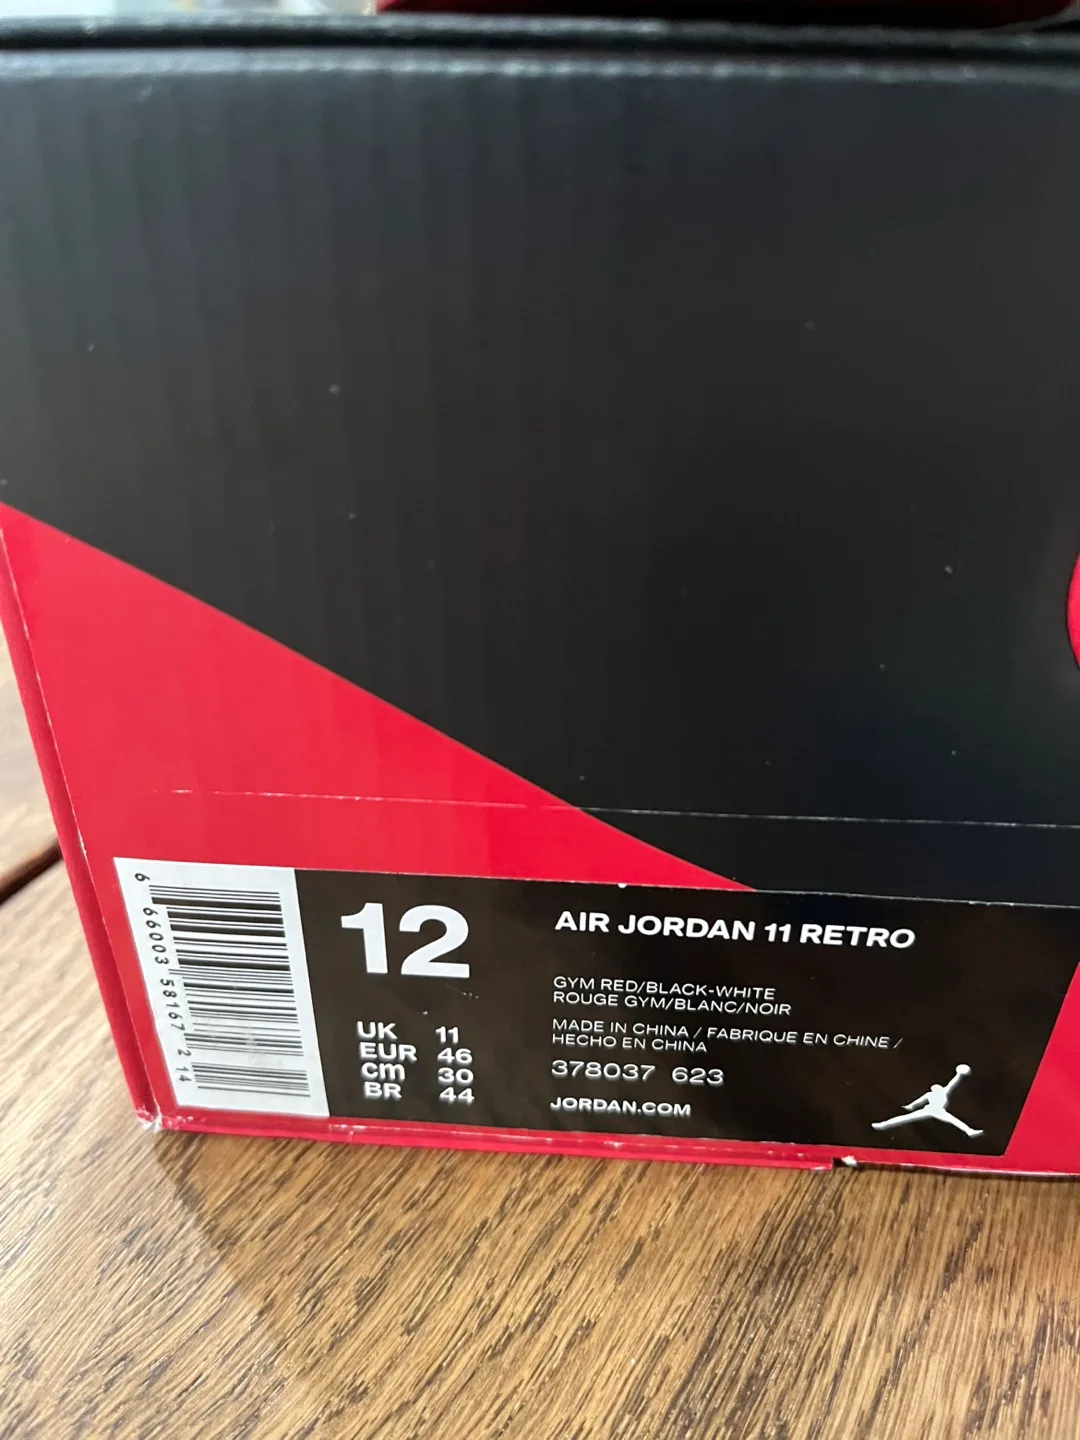 6 66003 58167 2 14
12
UK 11
EUR 46
cm 30
BR 44
AIR JORDAN 11 RETRO
GYM RED/BLACK-WHITE
ROUGE GYM/BLANC/NOIR
MADE IN CHINA / FABRIQUE EN CHINE /
HECHO EN CHINA
378037 623
JORDAN.COM